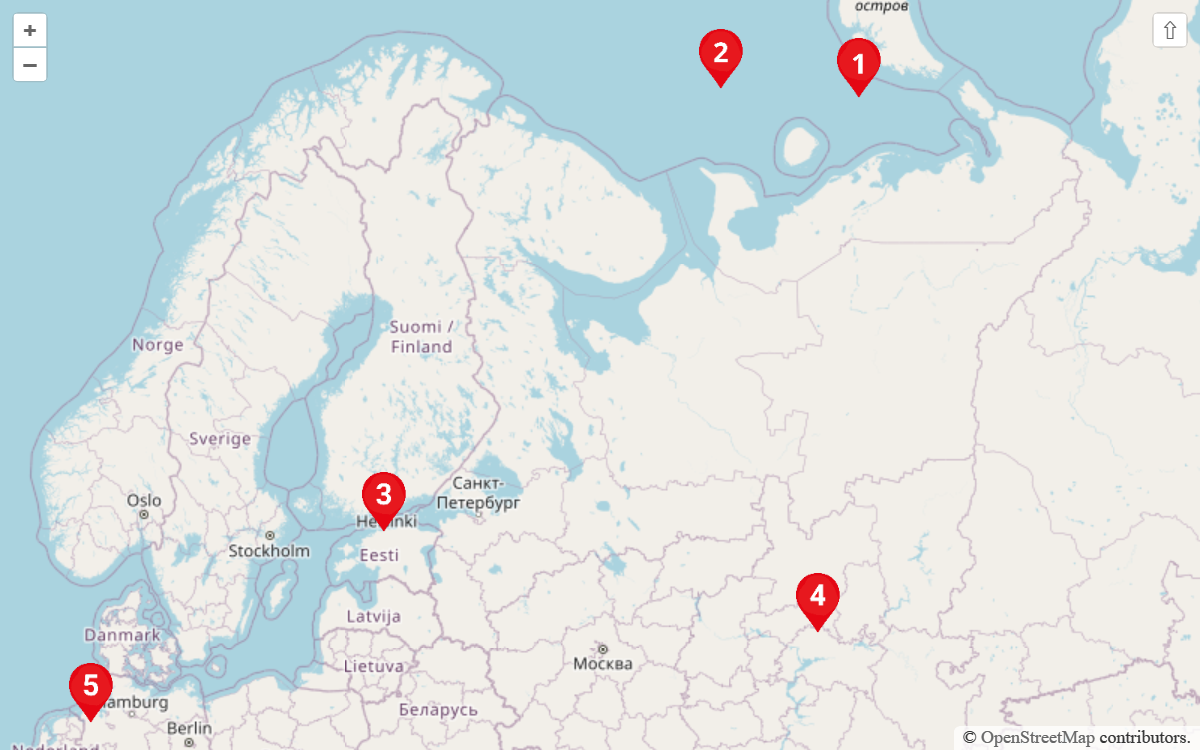 +
−
⇧
остров
2
1
Suomi /
Finland
Norge
Sverige
3
Санкт-
Петербург
Oslo
Helsinki
Stockholm
Eesti
4
Latvija
Danmark
Москва
Lietuva
5
Hamburg
Беларусь
Berlin
Nederland
© OpenStreetMap contributors.